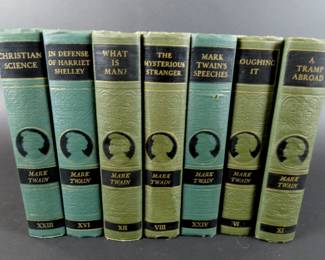 CHRISTIAN
SCIENCE
MARK
TWAIN
XXIII
IN DEFENSE
OF HARRIET
SHELLEY
MARK
TWAIN
XVI
WHAT IS
MAN?
MARK
TWAIN
XII
THE
MYSTERIOUS
STRANGER
MARK
TWAIN
VIII
MARK
TWAIN'S
SPEECHES
MARK
TWAIN
XXIV
ROUGHING
IT
MARK
TWAIN
VI
A
TRAMP
ABROAD
MARK
TWAIN
XI